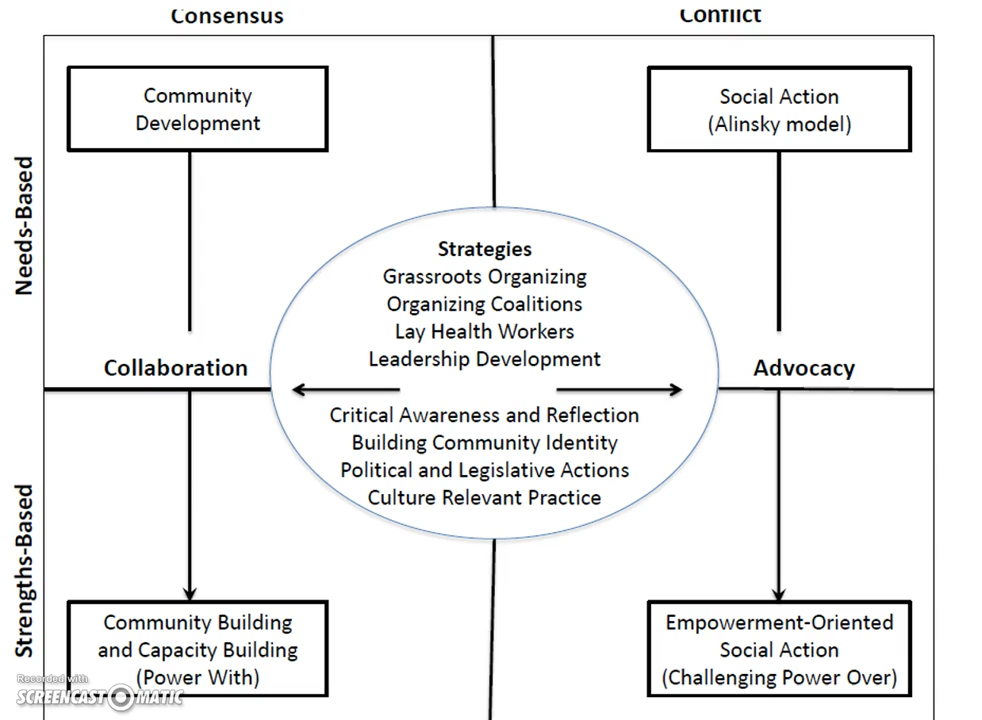 Consensus
Conflict
Community
Development
Social Action
(Alinsky model)
Needs-Based
Strategies
Grassroots Organizing
Organizing Coalitions
Lay Health Workers
Leadership Development
Collaboration
Advocacy
Critical Awareness and Reflection
Building Community Identity
Political and Legislative Actions
Culture Relevant Practice
Strengths-Based
Community Building
and Capacity Building
(Power With)
Empowerment-Oriented
Social Action
(Challenging Power Over)
Recorded with
SCREENCAST-O-MATIC